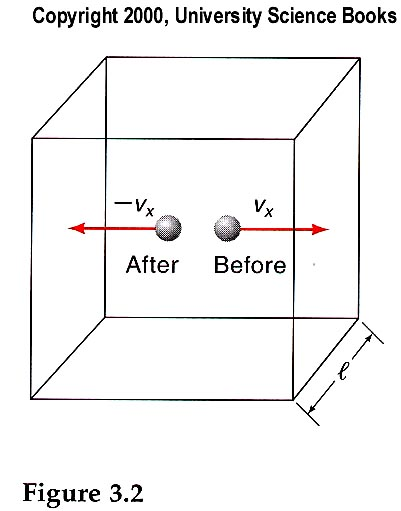 Copyright 2000, University Science Books
−vx vx
After Before
ℓ
Figure 3.2